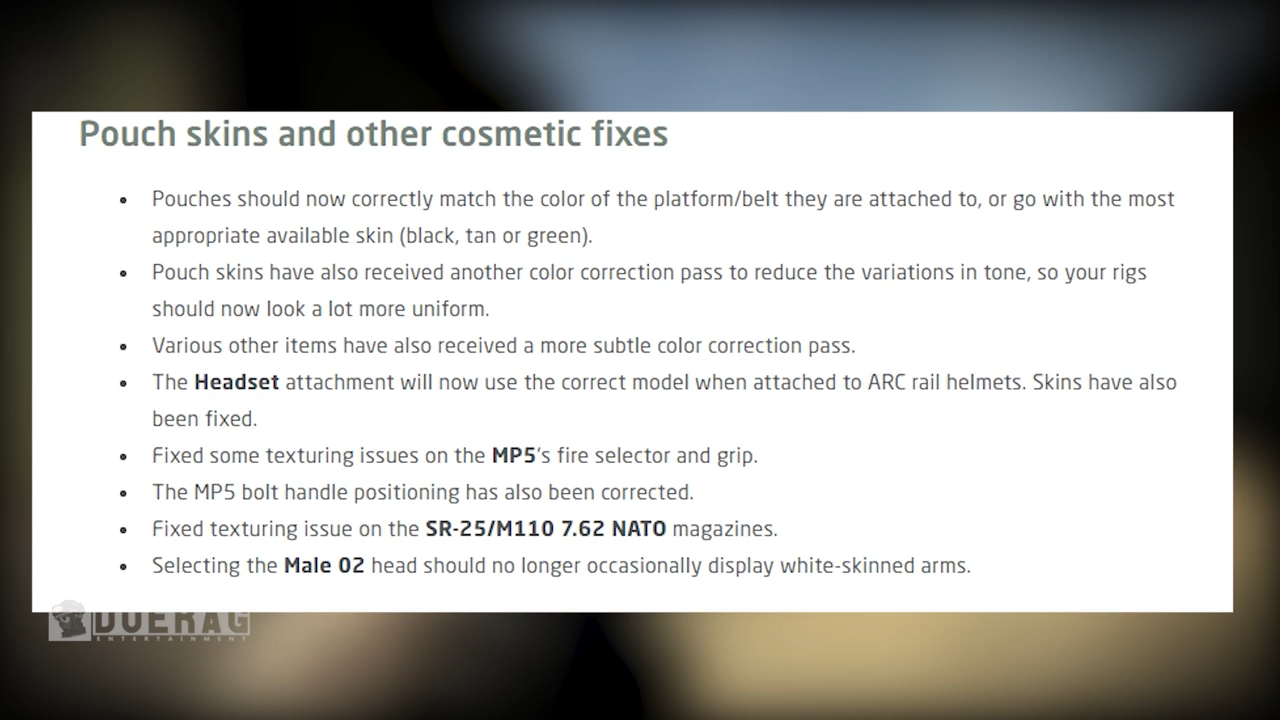 Pouch skins and other cosmetic fixes
Pouches should now correctly match the color of the platform/belt they are attached to, or go with the most
appropriate available skin (black, tan or green).
Pouch skins have also received another color correction pass to reduce the variations in tone, so your rigs
should now look a lot more uniform.
Various other items have also received a more subtle color correction pass.
The Headset attachment will now use the correct model when attached to ARC rail helmets. Skins have also
been fixed.
Fixed some texturing issues on the MP5's fire selector and grip.
The MP5 bolt handle positioning has also been corrected.
Fixed texturing issue on the SR-25/M110 7.62 NATO magazines.
Selecting the Male 02 head should no longer occasionally display white-skinned arms.
DUERAG
ENTERTAINMENT